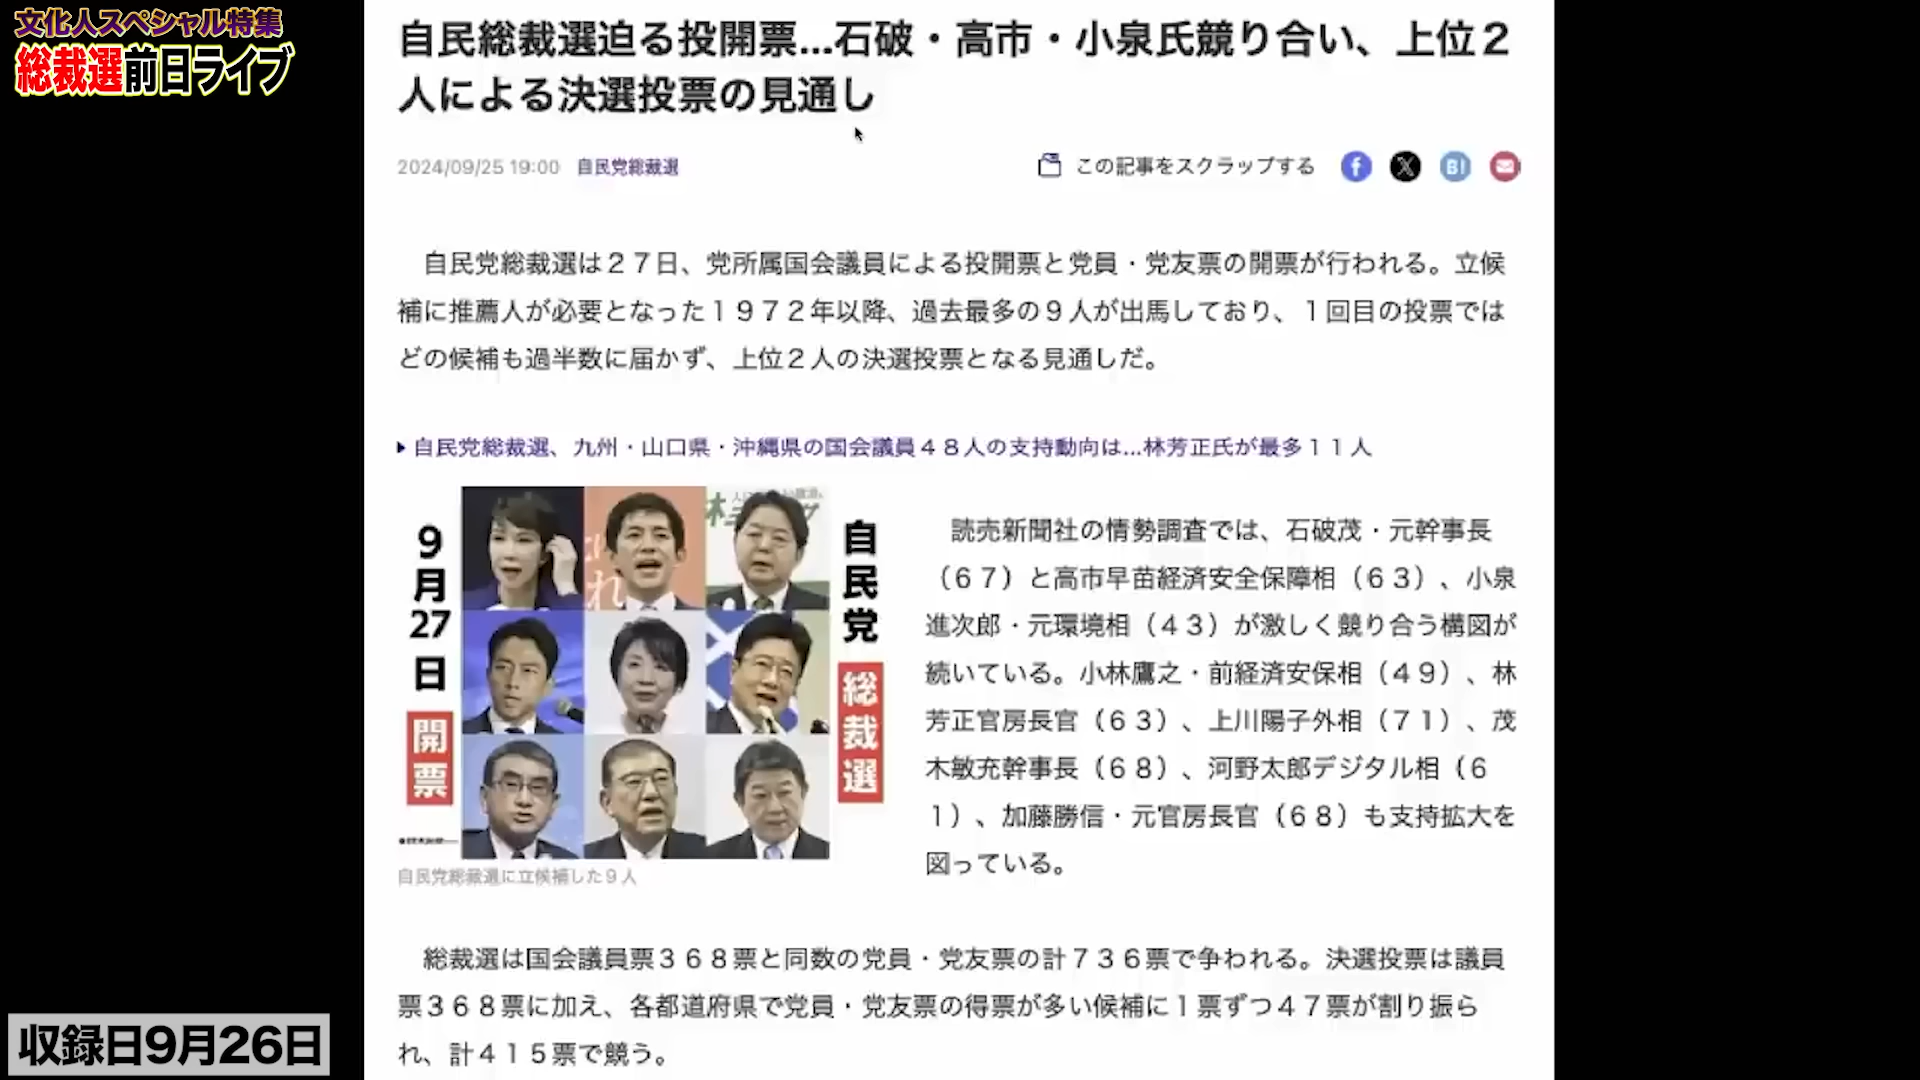 文化人スペシャル特集
総裁選前日ライブ
自民総裁選迫る投開票…石破・高市・小泉氏競り合い、上位２
人による決選投票の見通し
2024/09/25 19:00 自民党総裁選
この記事をスクラップする
f X B! 
自民党総裁選は２７日、党所属国会議員による投開票と党員・党友票の開票が行われる。立候
補に推薦人が必要となった１９７２年以降、過去最多の９人が出馬しており、１回目の投票では
どの候補も過半数に届かず、上位２人の決選投票となる見通しだ。
自民党総裁選、九州・山口県・沖縄県の国会議員４８人の支持動向は…林芳正氏が最多１１人
9月27日
開票
自民党
総裁選
自民党総裁選に立候補した９人
読売新聞社の情勢調査では、石破茂・元幹事長
（６７）と高市早苗経済安全保障相（６３）、小泉
進次郎・元環境相（４３）が激しく競り合う構図が
続いている。小林鷹之・前経済安保相（４９）、林
芳正官房長官（６３）、上川陽子外相（７１）、茂
木敏充幹事長（６８）、河野太郎デジタル相（６
１）、加藤勝信・元官房長官（６８）も支持拡大を
図っている。
総裁選は国会議員票３６８票と同数の党員・党友票の計７３６票で争われる。決選投票は議員
票３６８票に加え、各都道府県で党員・党友票の得票が多い候補に１票ずつ４７票が割り振ら
れ、計４１５票で競う。
収録日9月26日